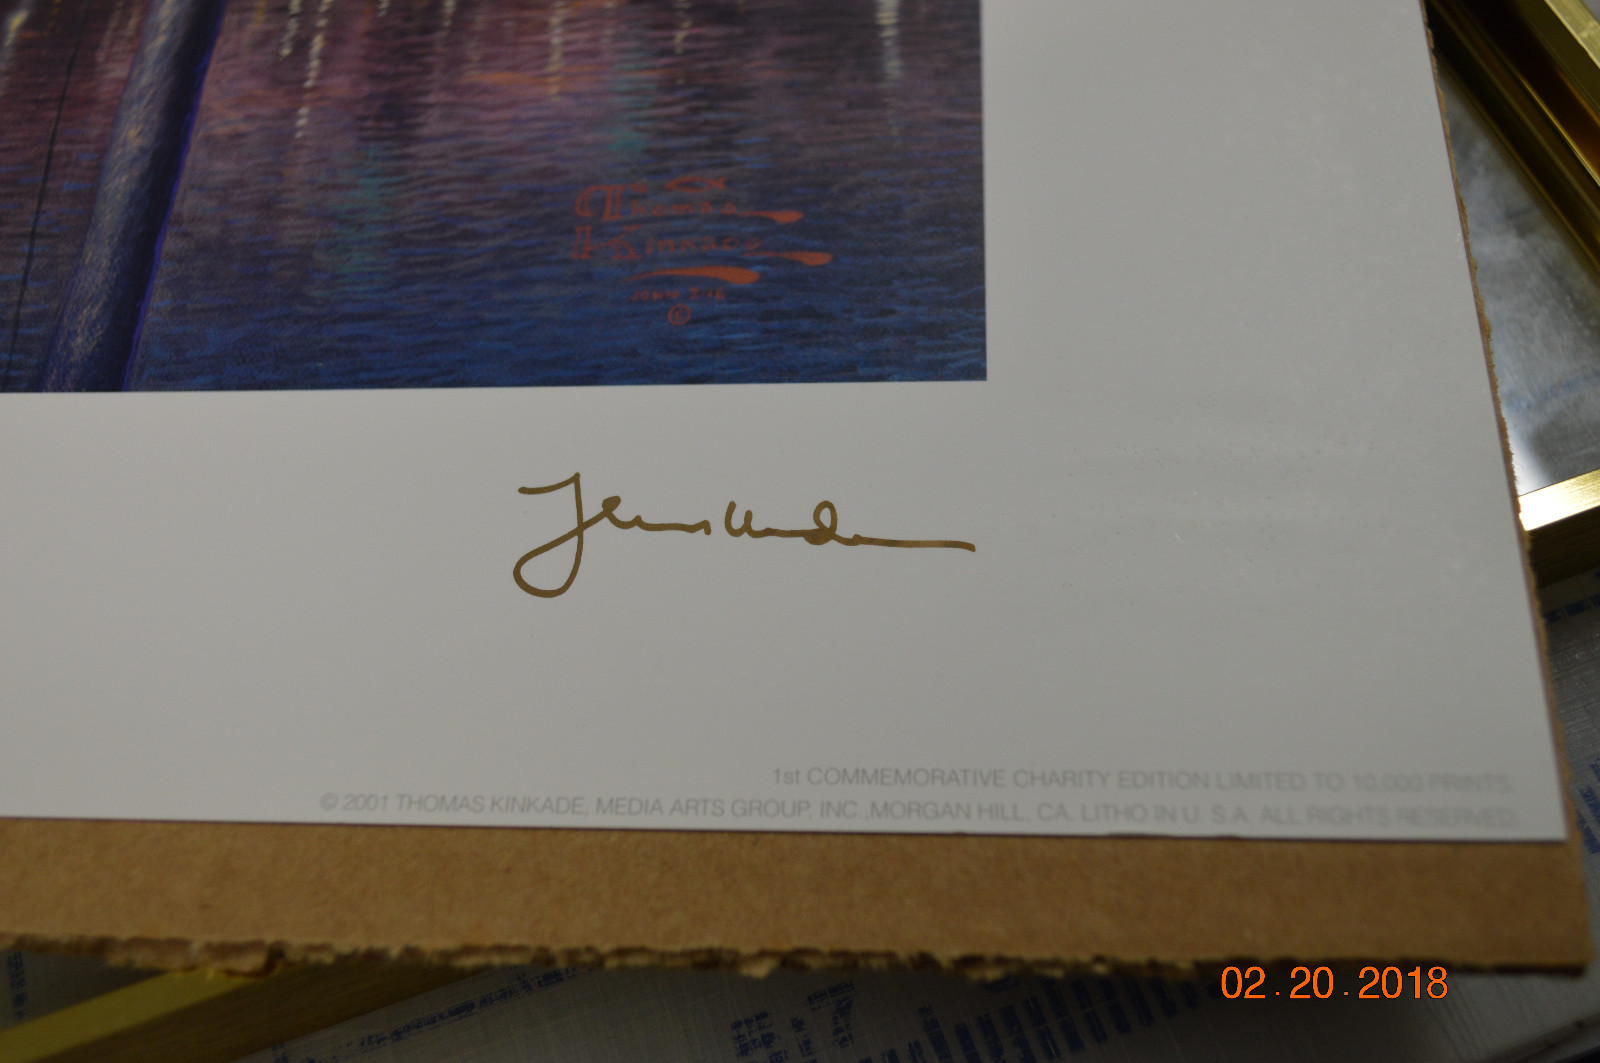 Thomas
Kinkade
JOHN 3:16
©
1st COMMEMORATIVE CHARITY EDITION LIMITED TO 10,000 PRINTS.
© 2001 THOMAS KINKADE, MEDIA ARTS GROUP, INC.,MORGAN HILL, CA. LITHO IN U. S. A. ALL RIGHTS RESERVED.
02.20.2018